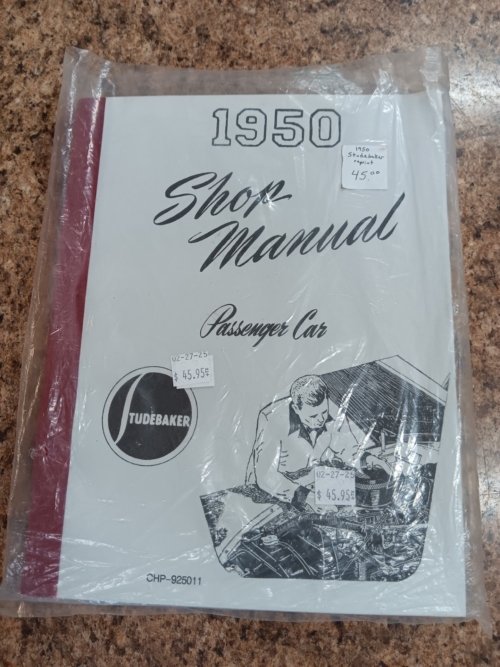 1950
1950
Studebaker
reprint
45.00
Shop
Manual
Passenger Car
02-27-25
$ 45.95
STUDEBAKER
02-27-25
$ 45.95
CHP-925011